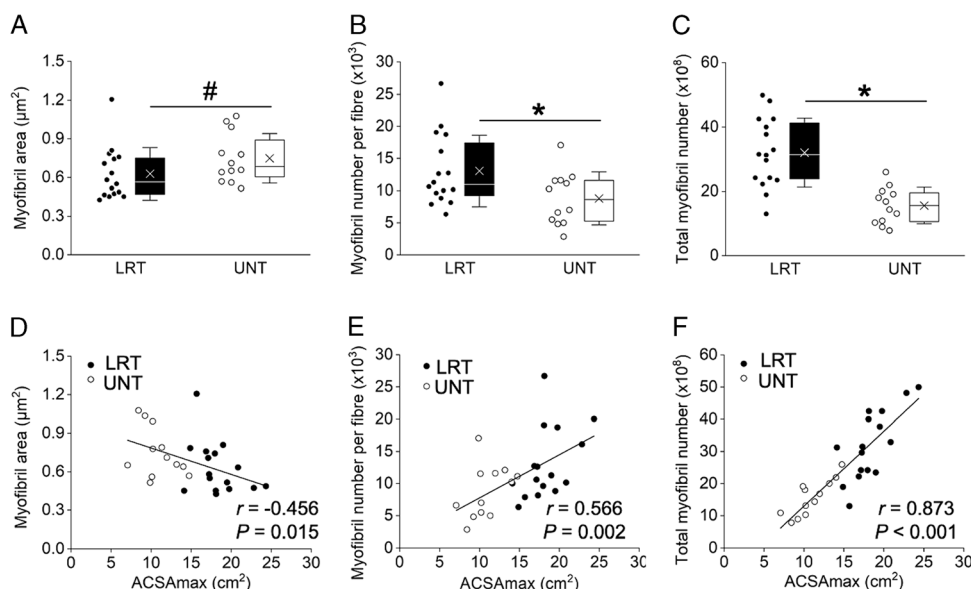 A
Myofibril area (µm²)
1.5
1.2
0.9
0.6
0.3
0.0
#
LRT
UNT
B
Myofibril number per fibre (x10³)
30
25
20
15
10
5
0
*
LRT
UNT
C
Total myofibril number (x10⁸)
60
40
20
0
*
LRT
UNT
D
Myofibril area (µm²)
1.5
1.2
0.9
0.6
0.3
0.0
LRT
UNT
r = -0.456
P = 0.015
0 5 10 15 20 25 30
ACSAmax (cm²)
E
Myofibril number per fibre (x10³)
30
25
20
15
10
5
0
LRT
UNT
r = 0.566
P = 0.002
0 5 10 15 20 25 30
ACSAmax (cm²)
F
Total myofibril number (x10⁸)
60
50
40
30
20
10
0
LRT
UNT
r = 0.873
P < 0.001
0 5 10 15 20 25 30
ACSAmax (cm²)